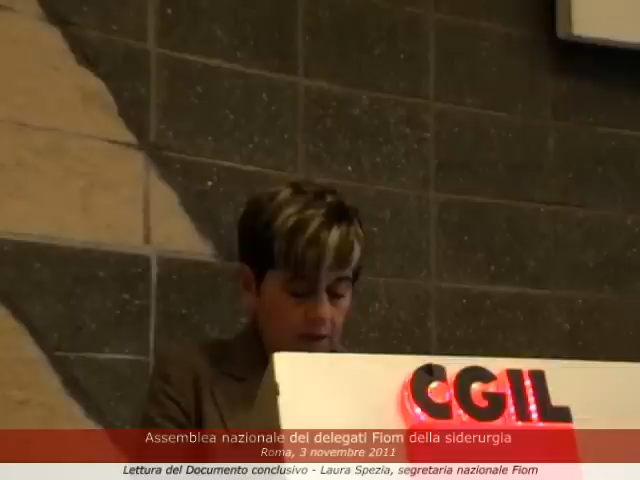 CGIL
Assemblea nazionale dei delegati Fiom della siderurgia
Roma, 3 novembre 2011
Lettura del Documento conclusivo - Laura Spezia, segretaria nazionale Fiom